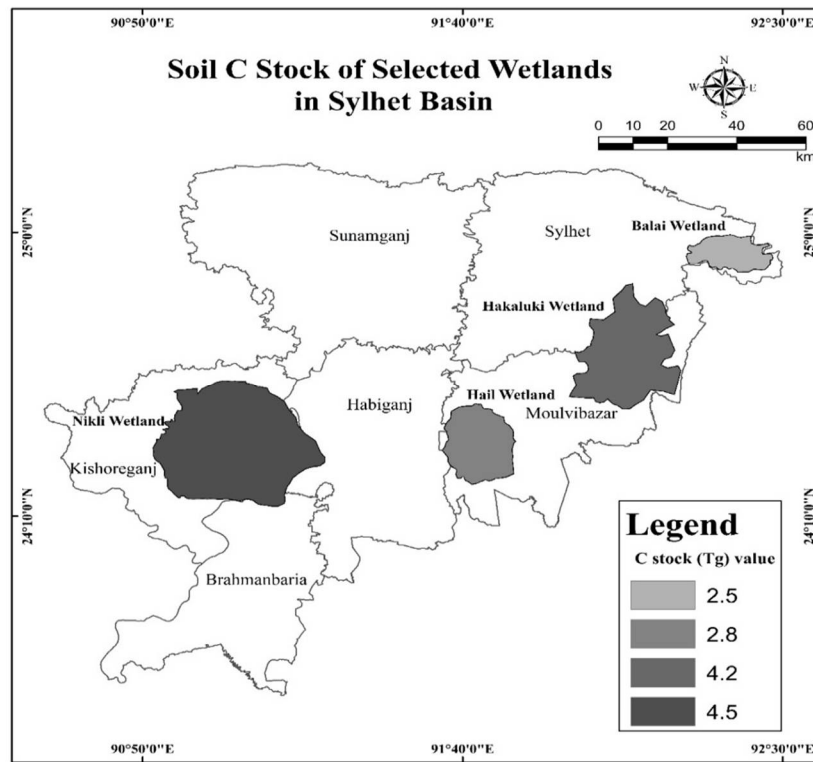 90°50'0"E 91°40'0"E 92°30'0"E
Soil C Stock of Selected Wetlands
in Sylhet Basin
N
W E
S
0 10 20 40 60
km
25°0'0"N
25°0'0"N
Sunamganj
Sylhet
Balai Wetland
Hakaluki Wetland
Habiganj
Hail Wetland
Moulvibazar
Nikli Wetland
Kishoreganj
24°10'0"N
24°10'0"N
Brahmanbaria
Legend
C stock (Tg) value
2.5
2.8
4.2
4.5
90°50'0"E 91°40'0"E 92°30'0"E